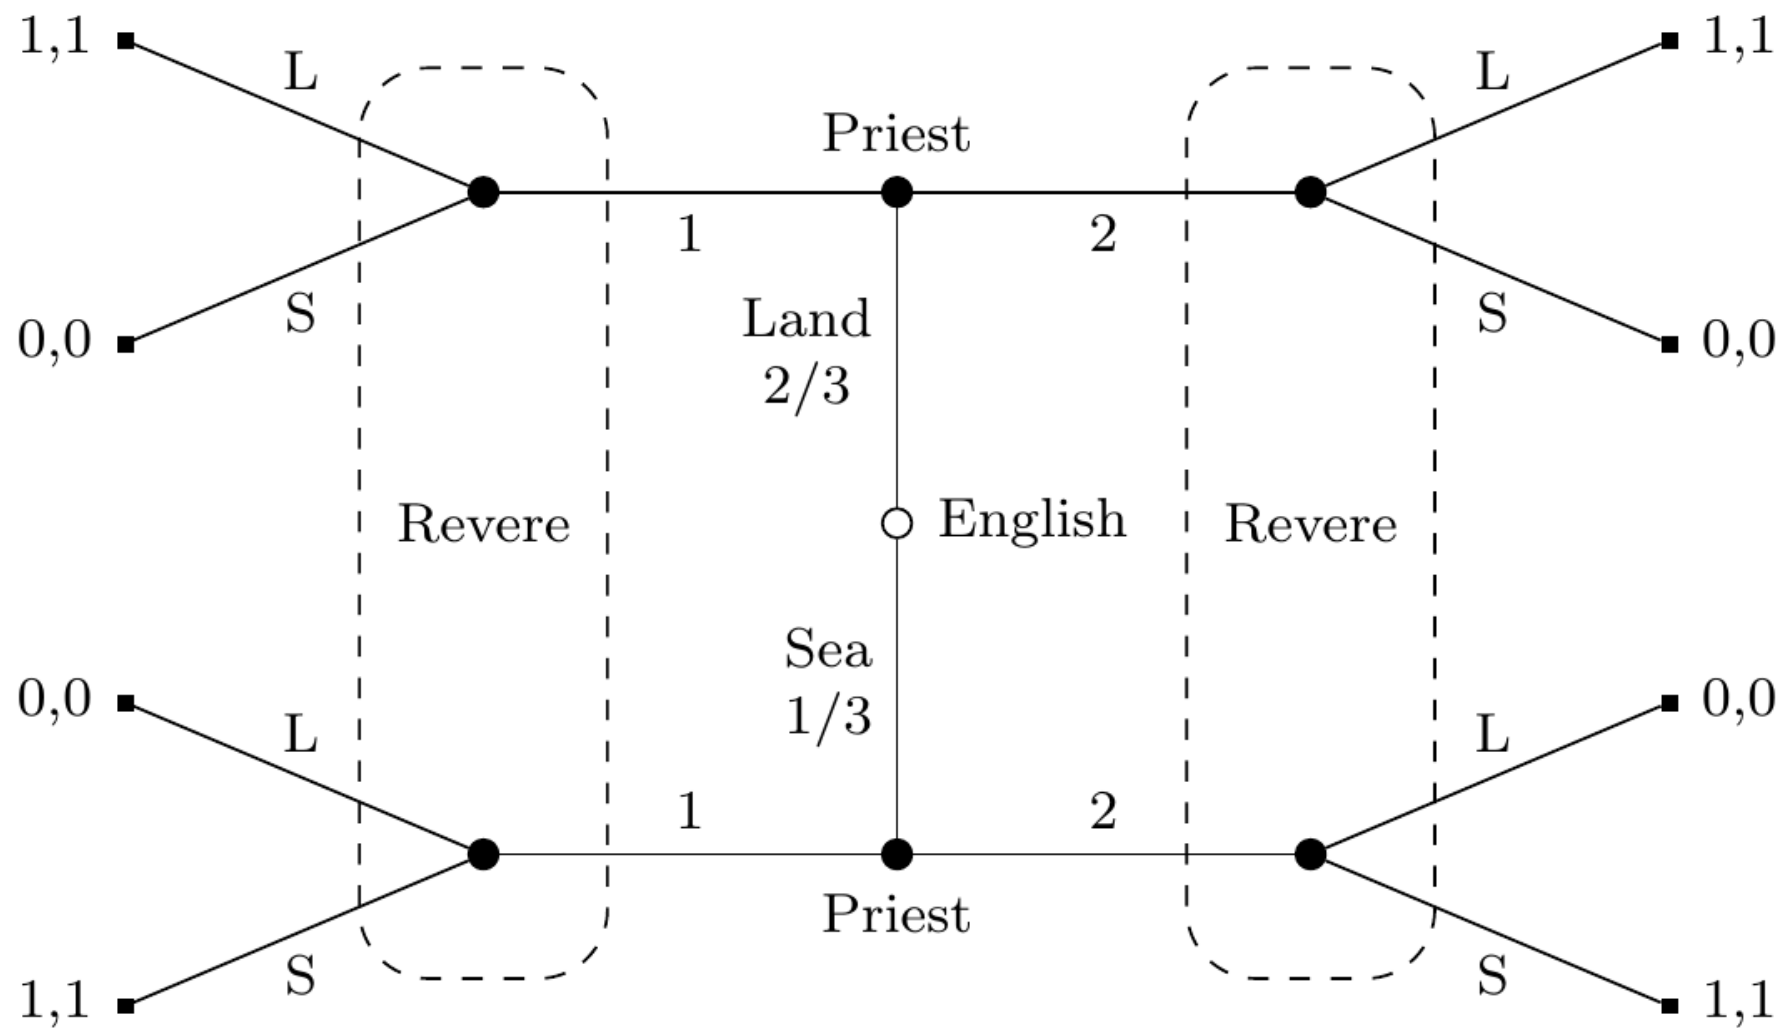 1,1
L
L
1,1
Priest
1
2
0,0
S
S
0,0
Land
2/3
Revere
English
Revere
Sea
1/3
0,0
L
L
0,0
1
2
Priest
1,1
S
S
1,1